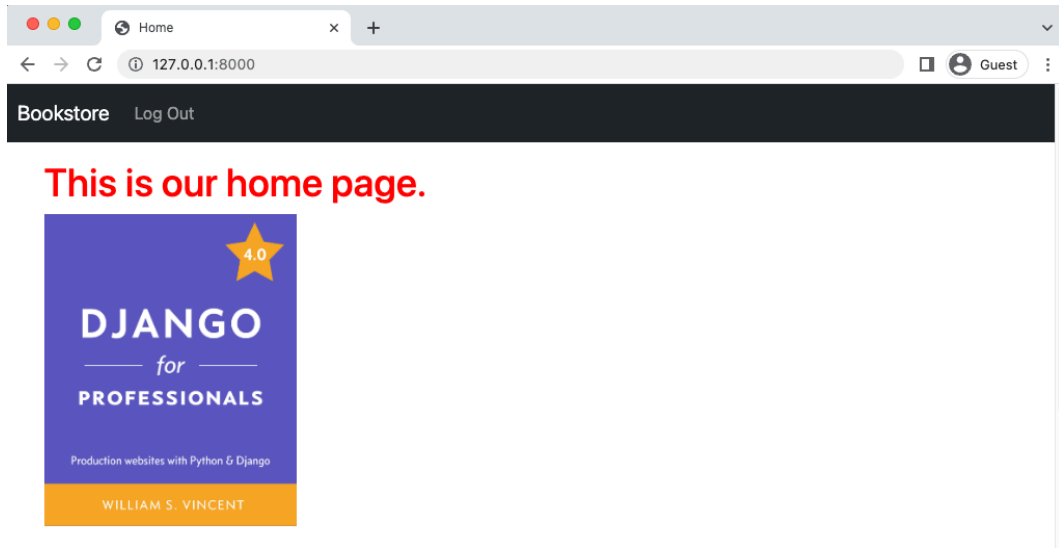 Home
127.0.0.1:8000
Guest
Bookstore Log Out
This is our home page.
4.0
DJANGO
for
PROFESSIONALS
Production websites with Python & Django
WILLIAM S. VINCENT